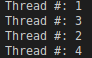 Thread #: 1
Thread #: 3
Thread #: 2
Thread #: 4